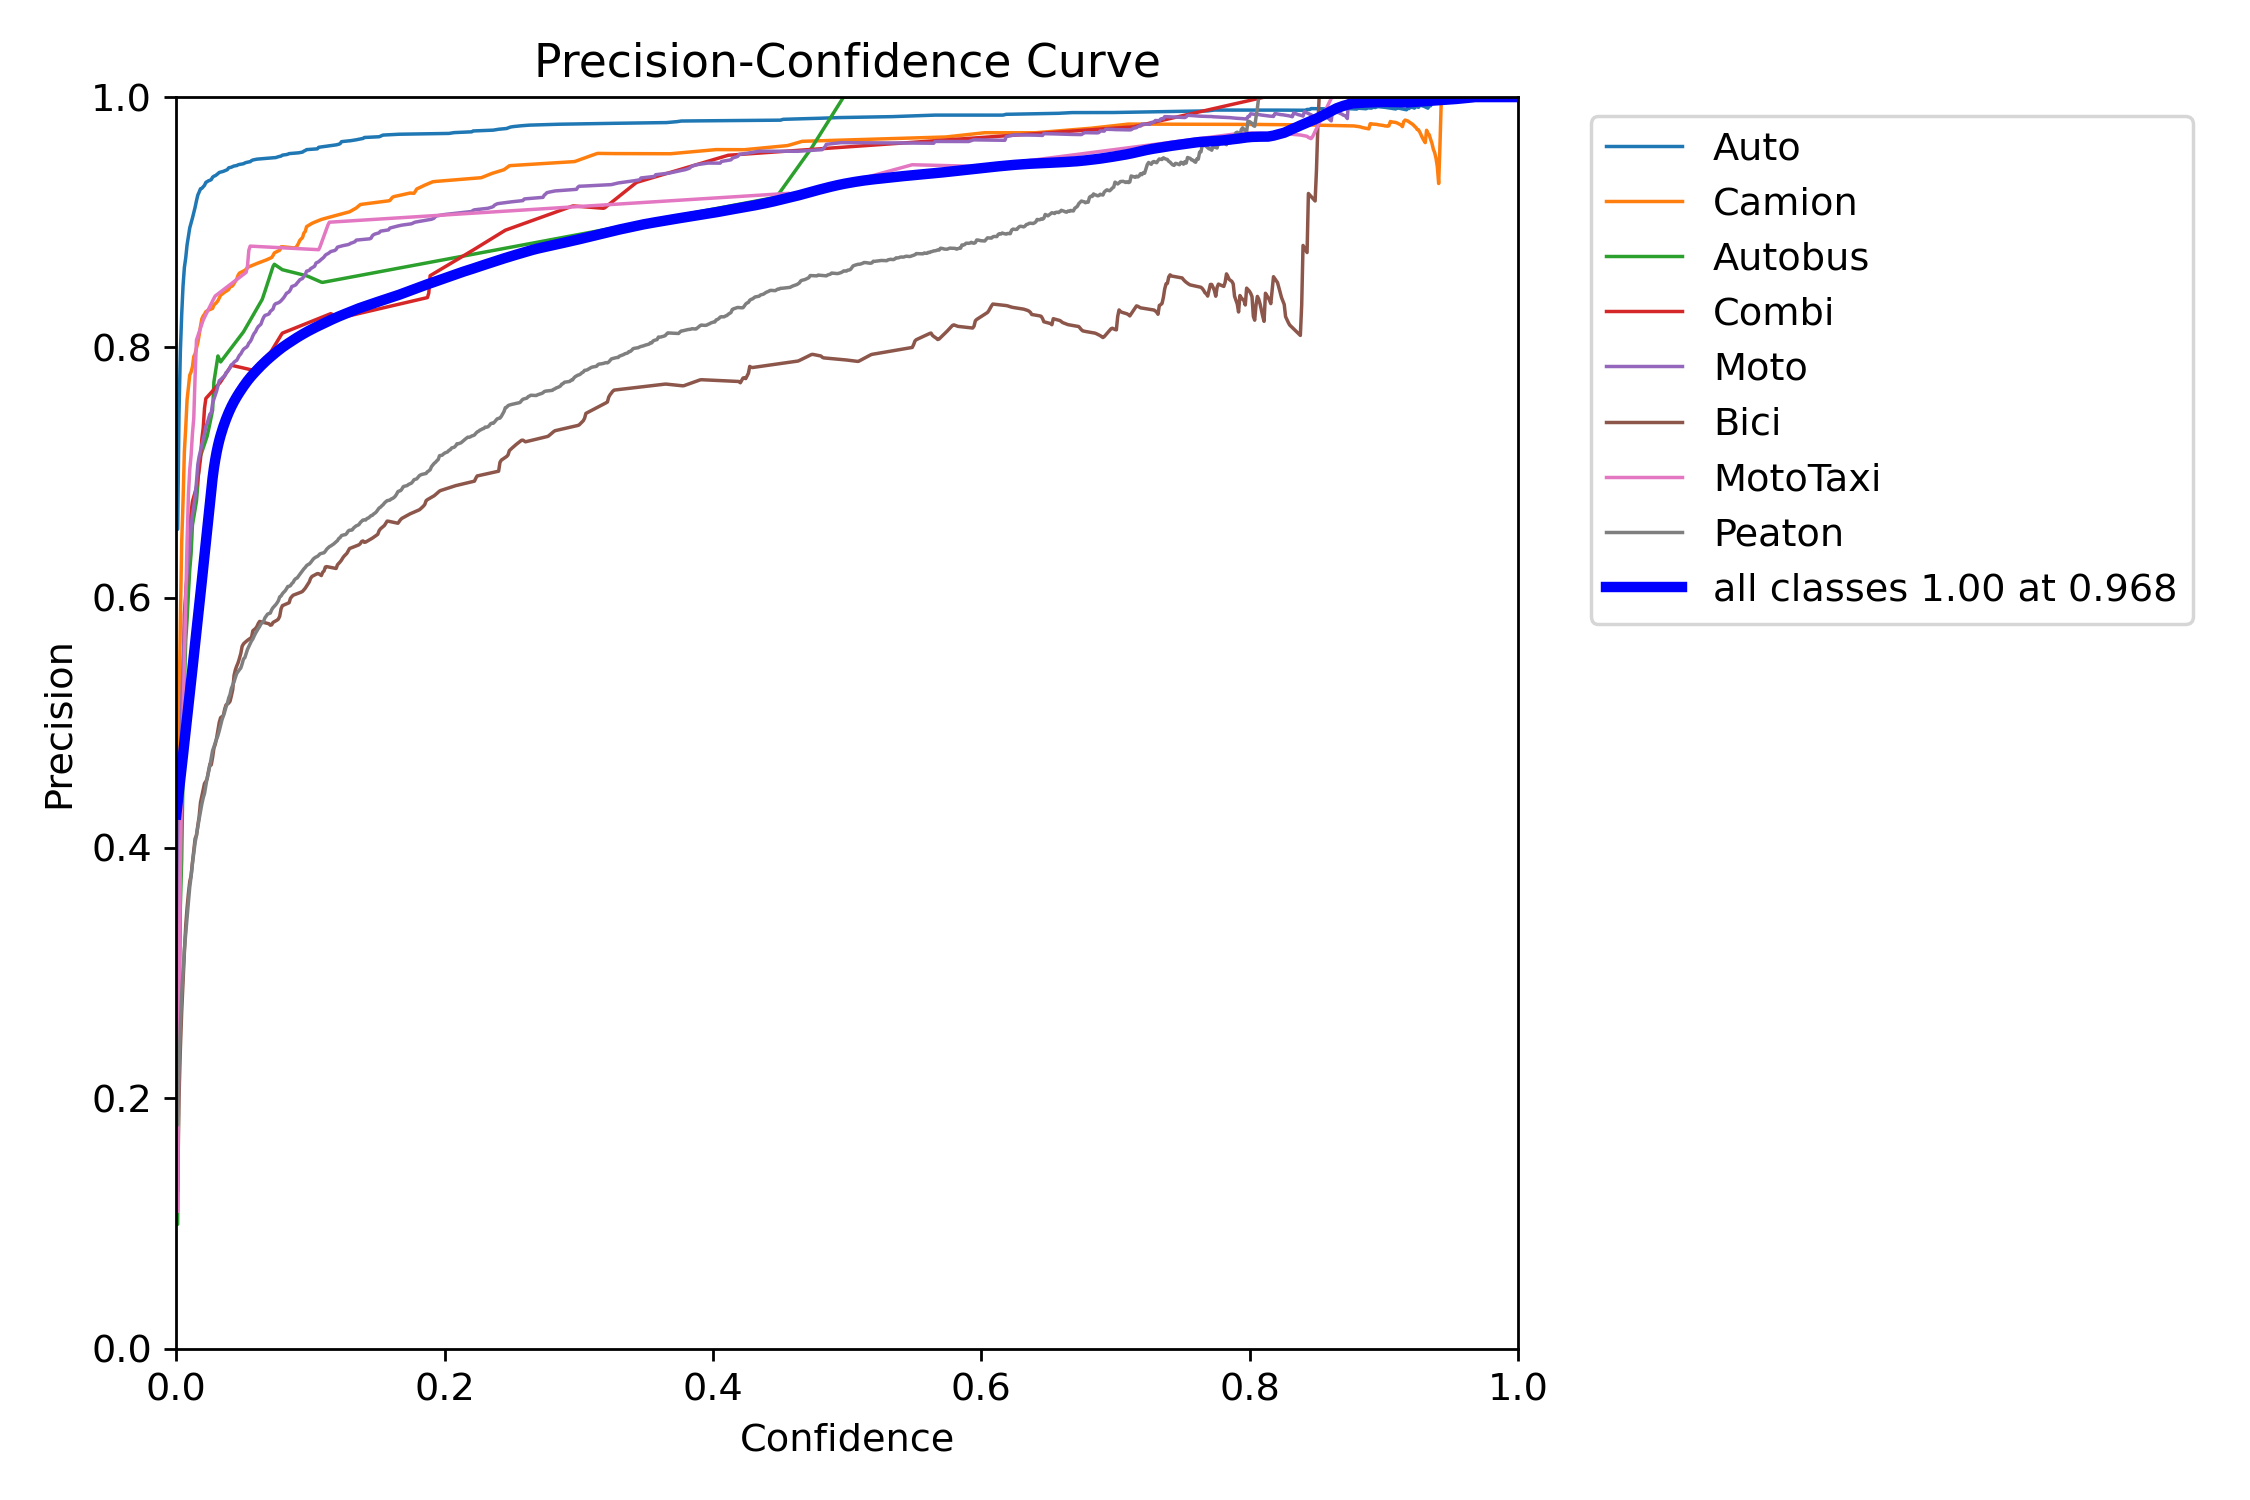 Precision-Confidence Curve
1.0
0.8
0.6
0.4
0.2
0.0
Precision
0.0 0.2 0.4 0.6 0.8 1.0
Confidence
Auto
Camion
Autobus
Combi
Moto
Bici
MotoTaxi
Peaton
all classes 1.00 at 0.968